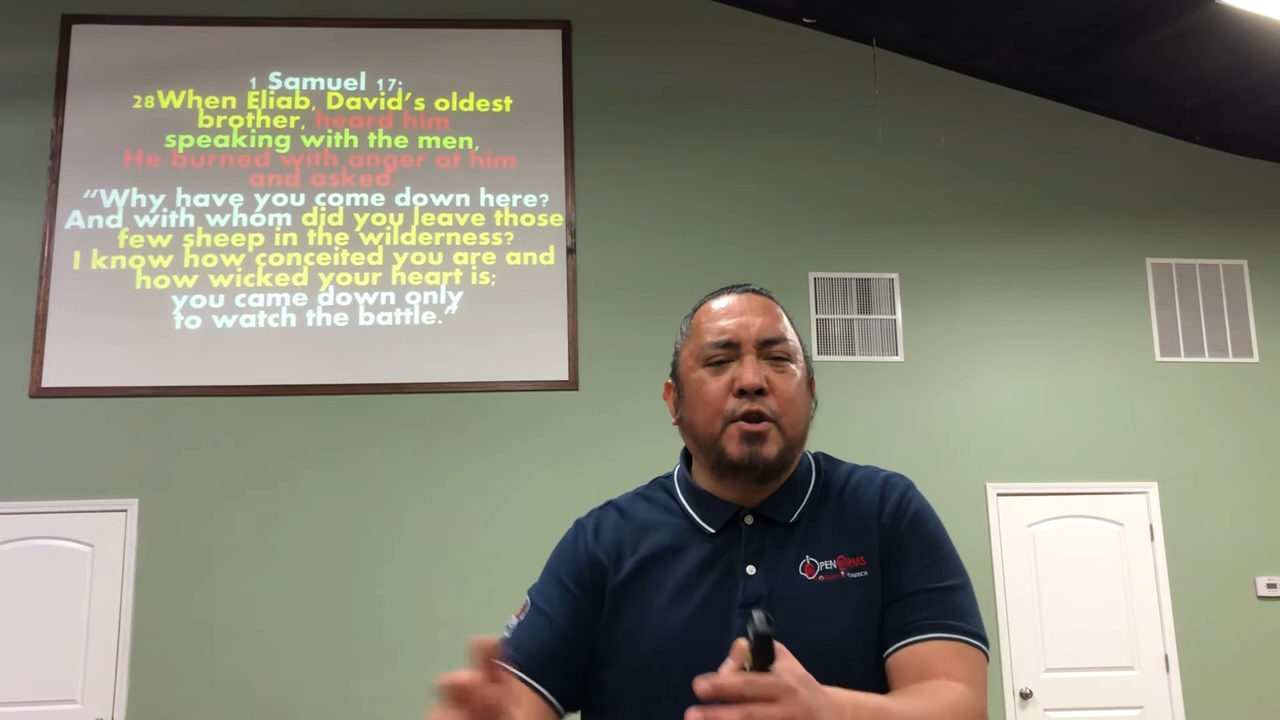 1 Samuel 17:
28When Eliab, David's oldest
brother, heard him
speaking with the men,
He burned with anger at him
and asked,
“Why have you come down here?
And with whom did you leave those
few sheep in the wilderness?
I know how conceited you are and
how wicked your heart is;
you came down only
to watch the battle.”
OPEN ARMS
CHURCH